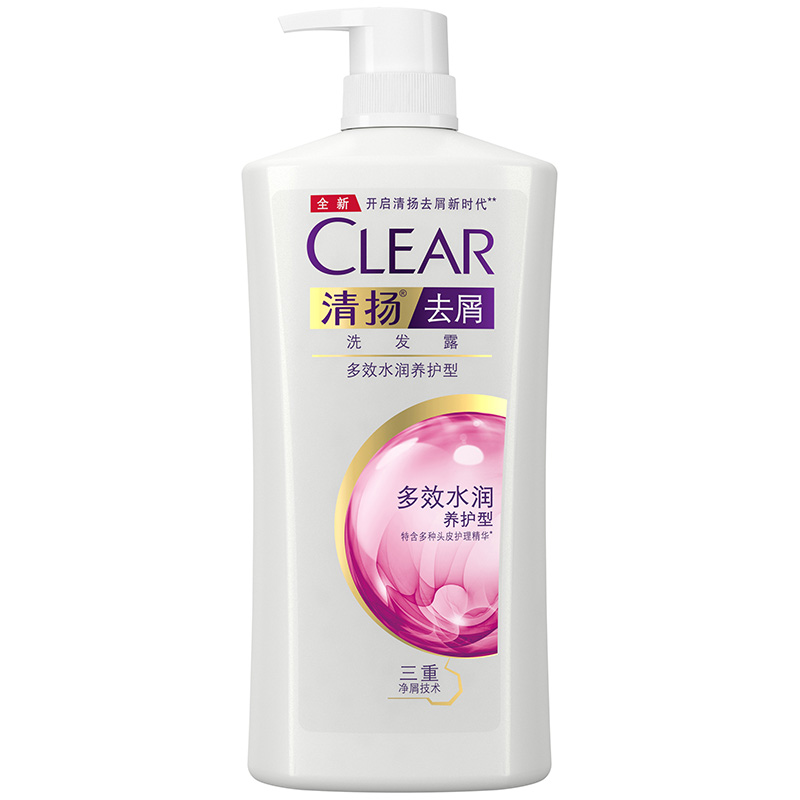 全新 开启清扬去屑新时代**
CLEAR
清扬® 去屑
洗发露
多效水润养护型
多效水润
养护型
特含多种头皮护理精华*
三重
净屑技术